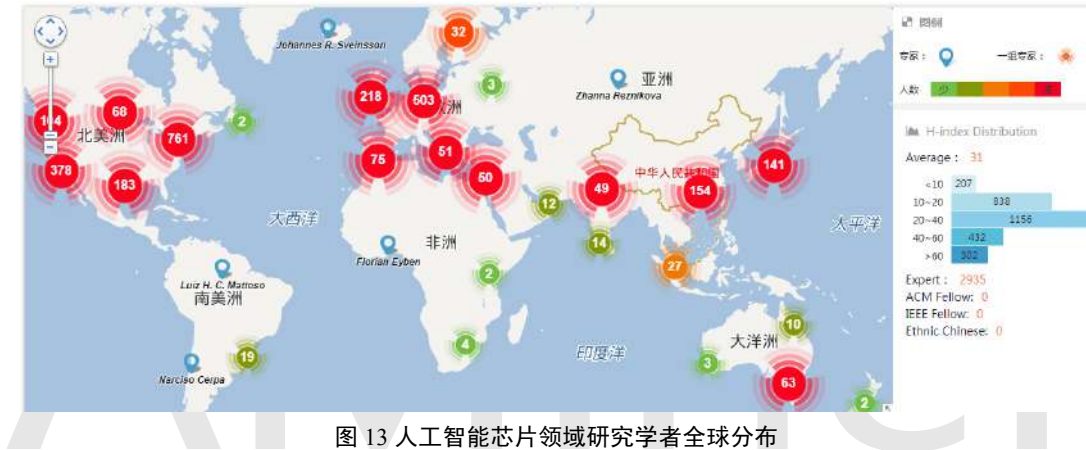 32
Johannes R. Sveinsson
3
亚洲
Zhanna Reznikova
218
603
68
北美洲
761
2
75
51
50
378
183
49
中华人民共和国
154
141
大西洋
12
14
太平洋
非洲
Florian Eyben
2
27
Luiz H. C. Mattoso
南美洲
10
大洋洲
印度洋
4
3
19
Narciso Cerpa
63
2
图例
专家：
一组专家：
人数
少
H-index Distribution
Average : 31
<10 207
10~20 838
20~40 1156
40~60 432
>60 302
Expert : 2935
ACM Fellow: 0
IEEE Fellow: 0
Ethnic Chinese: 0
图 13 人工智能芯片领域研究学者全球分布